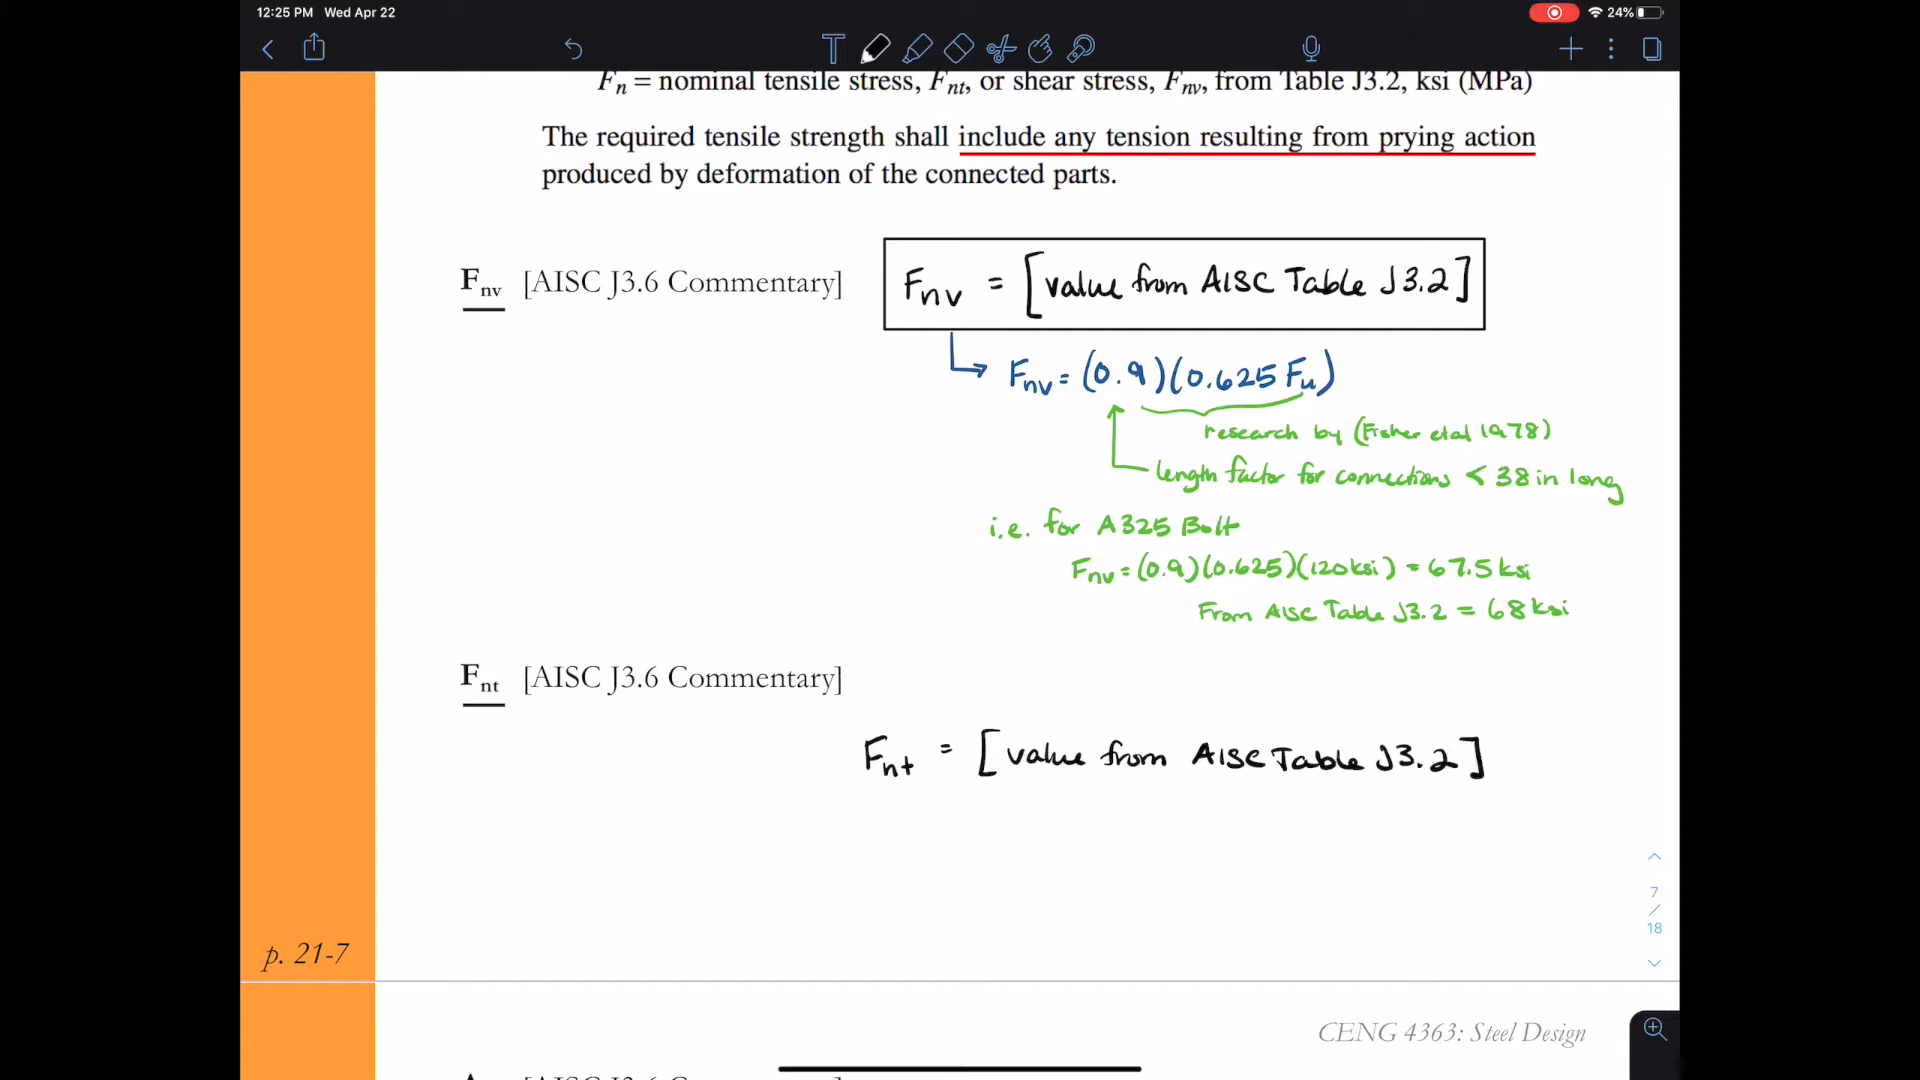 12:25 PM Wed Apr 22
24%
Fn = nominal tensile stress, Fnt, or shear stress, Fnv, from Table J3.2, ksi (MPa)
The required tensile strength shall include any tension resulting from prying action
produced by deformation of the connected parts.
Fnv [AISC J3.6 Commentary] Fnv = [value from AISC Table J3.2]
Fnv = (0.9)(0.625 Fu)
research by (Fisher etal 1978)
length factor for connections < 38 in long
i.e. for A325 Bolt
Fnv = (0.9)(0.625)(120ksi) = 67.5 ksi
From AISC Table J3.2 = 68 ksi
Fnt [AISC J3.6 Commentary]
Fnt = [value from AISC Table J3.2]
7
/
18
p. 21-7
CENG 4363: Steel Design